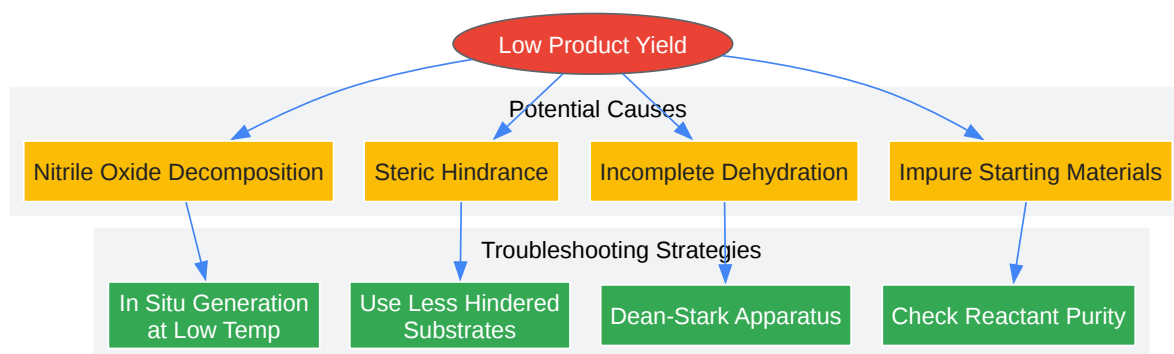 Low Product Yield
Potential Causes
Nitrile Oxide Decomposition
Steric Hindrance
Incomplete Dehydration
Impure Starting Materials
Troubleshooting Strategies
In Situ Generation
at Low Temp
Use Less Hindered
Substrates
Dean-Stark Apparatus
Check Reactant Purity